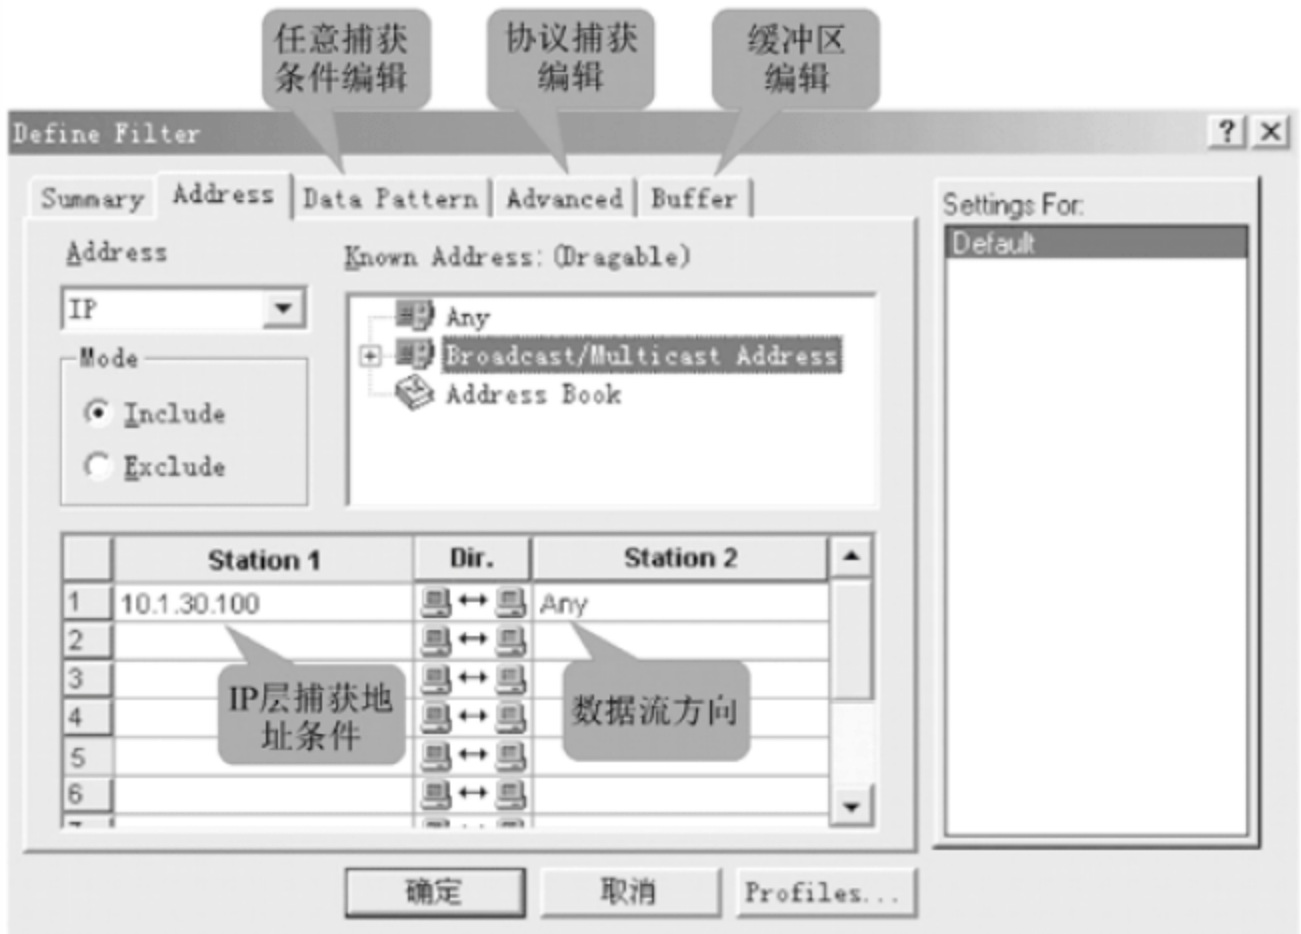 任意捕获
条件编辑
协议捕获
编辑
缓冲区
编辑
Define Filter
Summary
Address
Data Pattern
Advanced
Buffer
Settings For:
Default
Address
Known Address: (Dragable)
IP
Any
Mode
Broadcast/Multicast Address
Include
Address Book
Exclude
Station 1
Dir.
Station 2
1
10.1.30.100
Any
2
3
4
5
6
IP层捕获地
址条件
数据流方向
确定
取消
Profiles...